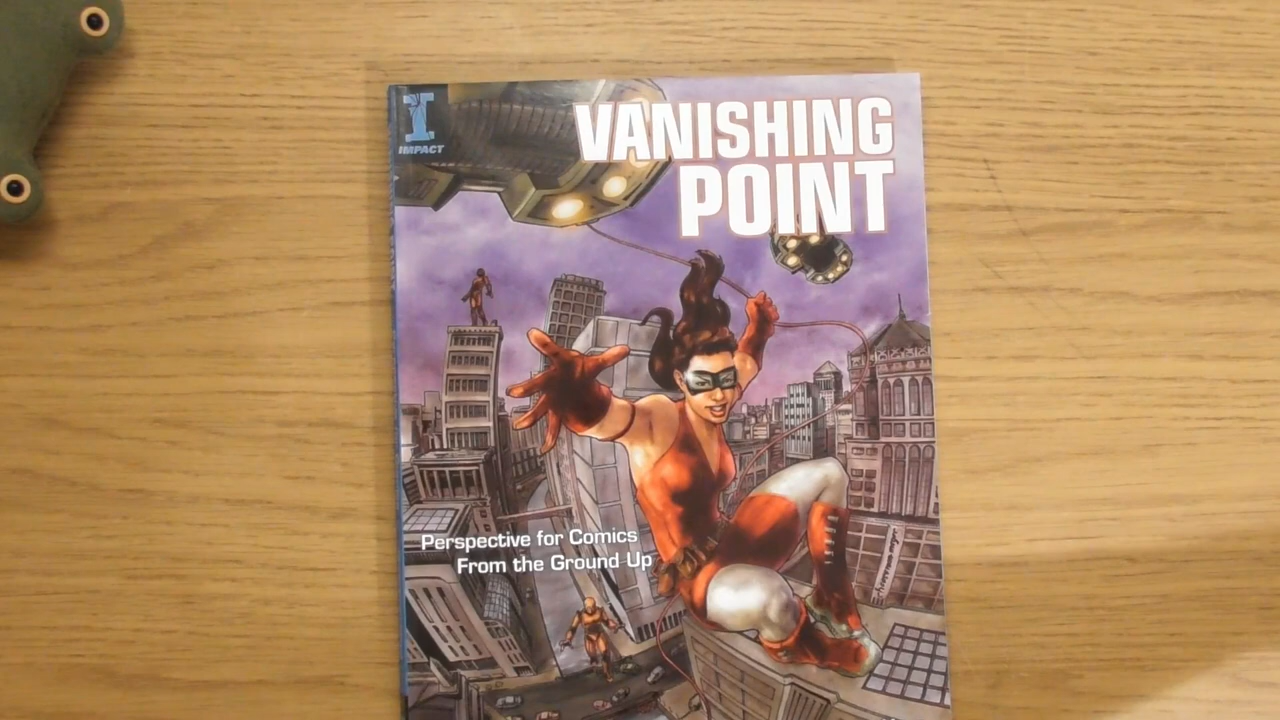 IMPACT
VANISHING
POINT
Perspective for Comics
From the Ground Up